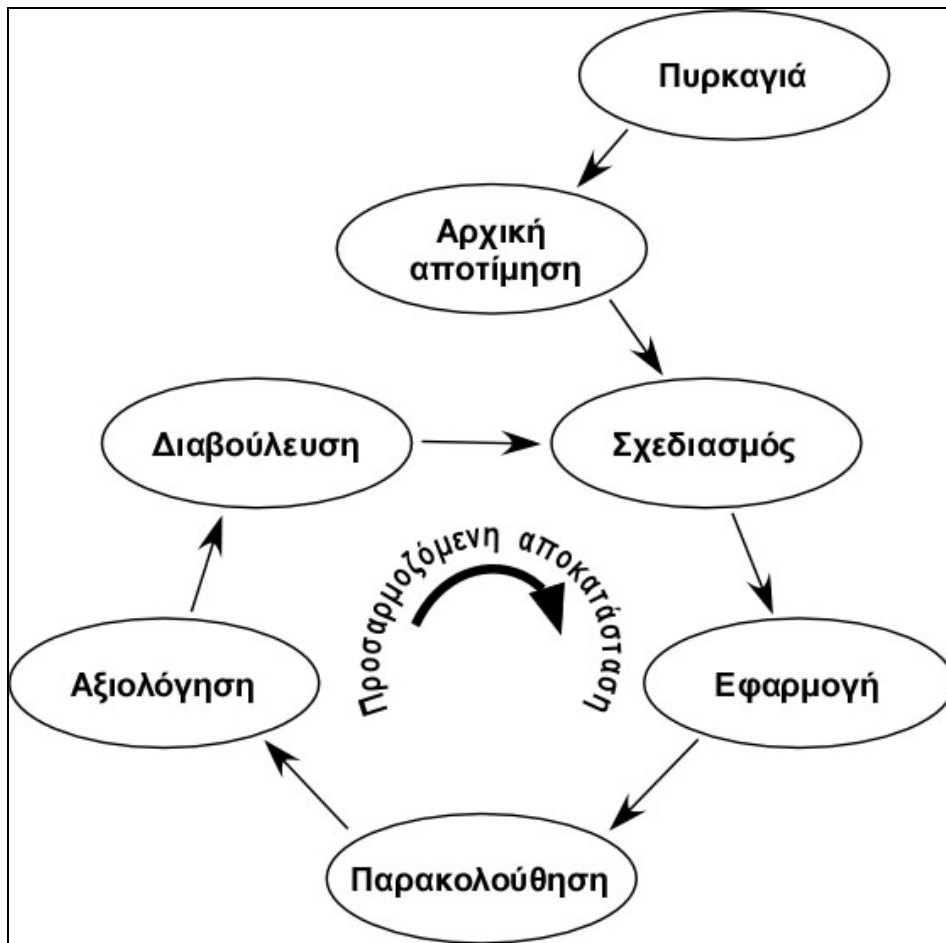 Πυρκαγιά
Αρχική
αποτίμηση
Διαβούλευση
Σχεδιασμός
Προσαρμοζόμενη αποκατάσταση
Αξιολόγηση
Εφαρμογή
Παρακολούθηση